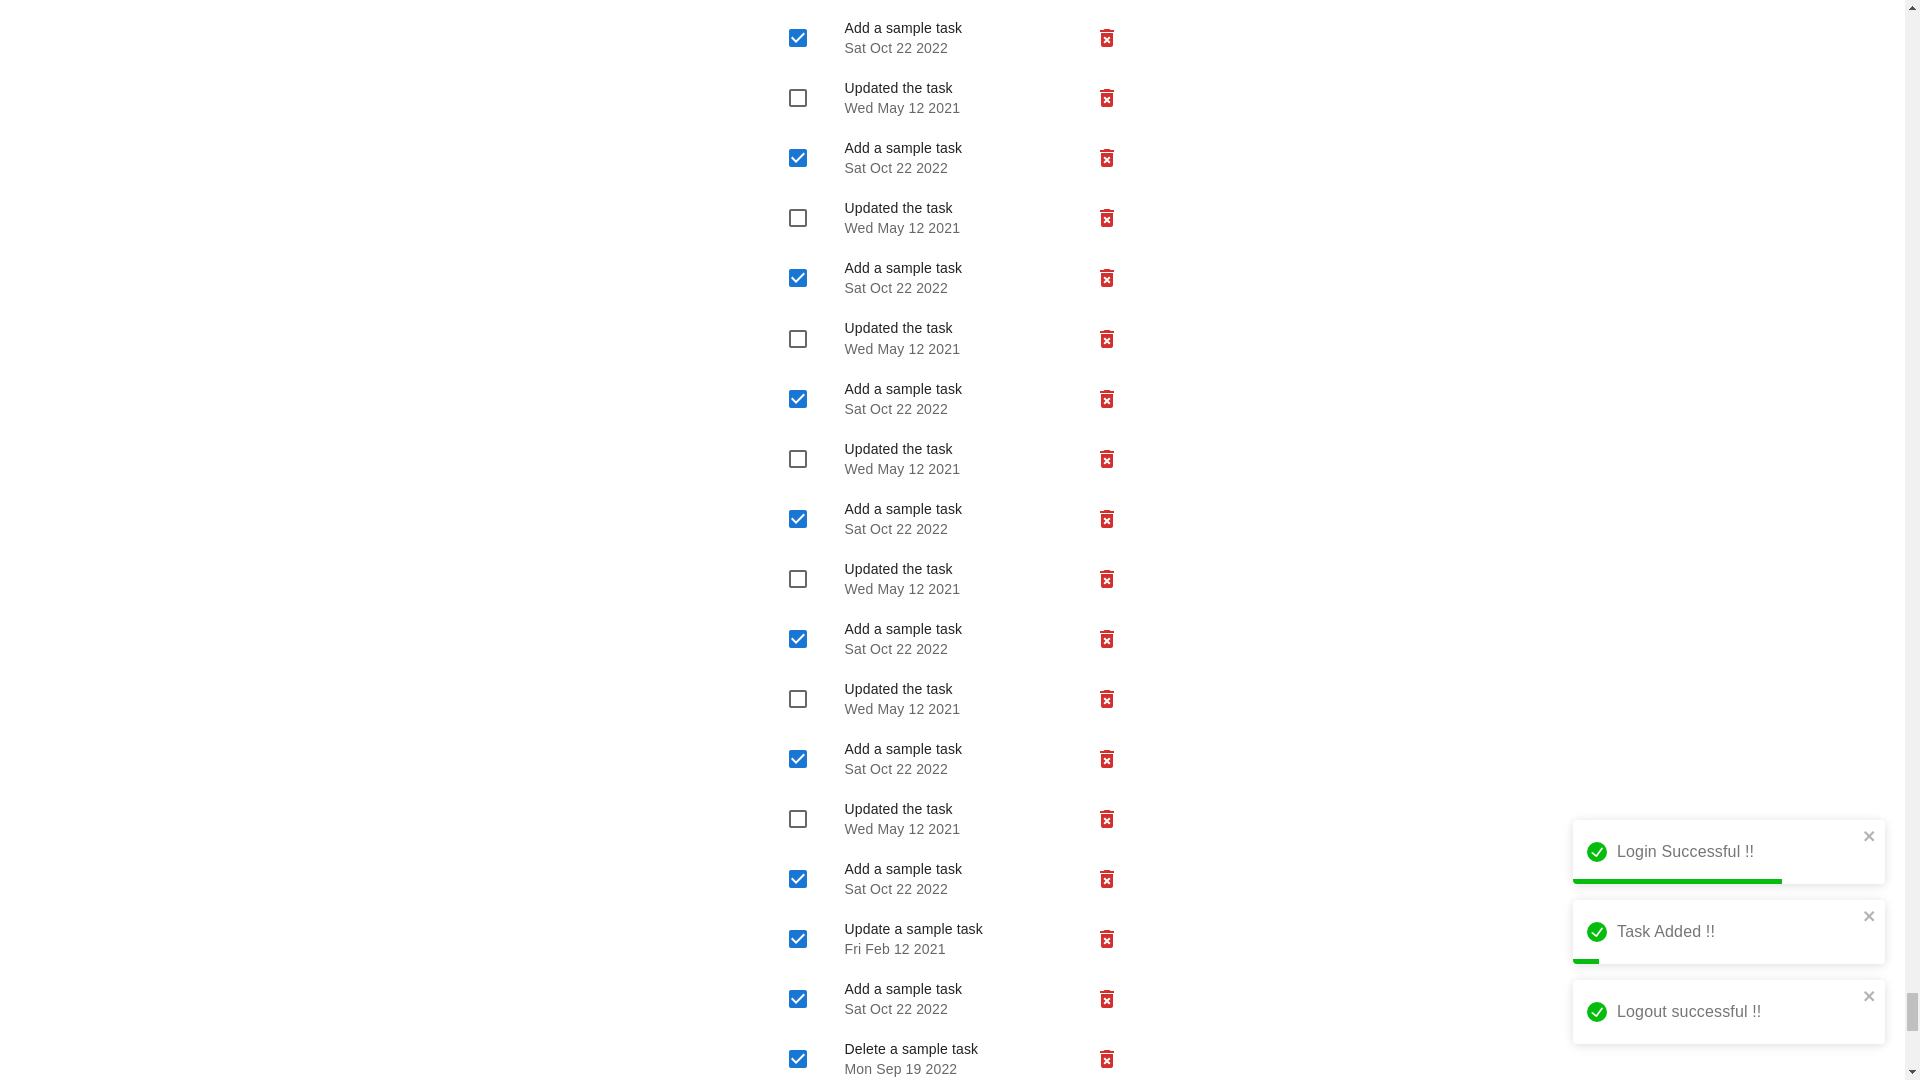 Add a sample task
Sat Oct 22 2022
Updated the task
Wed May 12 2021
Add a sample task
Sat Oct 22 2022
Updated the task
Wed May 12 2021
Add a sample task
Sat Oct 22 2022
Updated the task
Wed May 12 2021
Add a sample task
Sat Oct 22 2022
Updated the task
Wed May 12 2021
Add a sample task
Sat Oct 22 2022
Updated the task
Wed May 12 2021
Add a sample task
Sat Oct 22 2022
Updated the task
Wed May 12 2021
Add a sample task
Sat Oct 22 2022
Updated the task
Wed May 12 2021
Add a sample task
Sat Oct 22 2022
Update a sample task
Fri Feb 12 2021
Add a sample task
Sat Oct 22 2022
Delete a sample task
Mon Sep 19 2022
Login Successful !!
Task Added !!
Logout successful !!